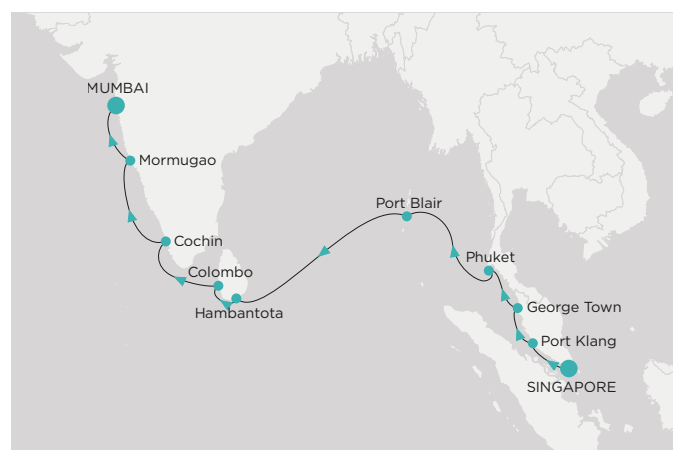 MUMBAI
Mormugao
Port Blair
Cochin
Phuket
Colombo
Hambantota
George Town
Port Klang
SINGAPORE